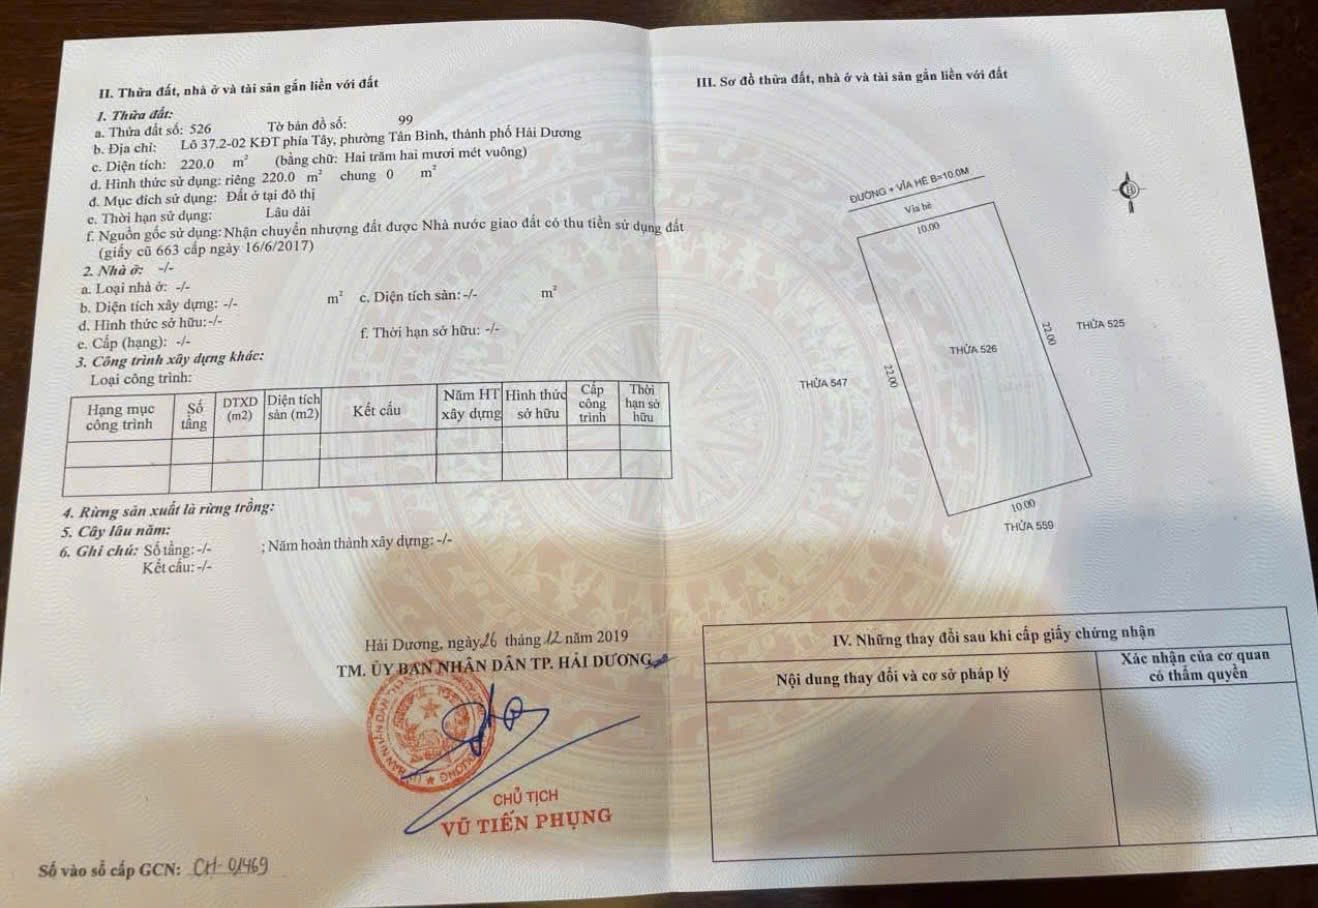 II. Thửa đất, nhà ở và tài sản gắn liền với đất
1. Thửa đất:
a. Thửa đất số: 526 Tờ bản đồ số: 99
b. Địa chỉ: Lô 37.2-02 KĐT phía Tây, phường Tân Bình, thành phố Hải Dương
c. Diện tích: 220.0 m² (bằng chữ: Hai trăm hai mươi mét vuông)
d. Hình thức sử dụng: riêng 220.0 m² chung 0 m²
đ. Mục đích sử dụng: Đất ở tại đô thị
e. Thời hạn sử dụng: Lâu dài
f. Nguồn gốc sử dụng: Nhận chuyển nhượng đất được Nhà nước giao đất có thu tiền sử dụng đất
(giấy cũ 663 cấp ngày 16/6/2017)
2. Nhà ở: -/-
a. Loại nhà ở: -/-
b. Diện tích xây dựng: -/- m² c. Diện tích sàn: -/- m²
d. Hình thức sở hữu: -/-
e. Cấp (hạng): -/- f. Thời hạn sở hữu: -/-
3. Công trình xây dựng khác:
Loại công trình:
Hạng mục công trình Số tầng DTXD (m2) Diện tích sàn (m2) Kết cấu Năm HT xây dựng Hình thức sở hữu Cấp công trình Thời hạn sở hữu
4. Rừng sản xuất là rừng trồng:
5. Cây lâu năm:
6. Ghi chú: Số tầng: -/- ; Năm hoàn thành xây dựng: -/-
Kết cấu: -/-
Hải Dương, ngày 26 tháng 12 năm 2019
TM. ỦY BAN NHÂN DÂN TP. HẢI DƯƠNG
CHỦ TỊCH
VŨ TIẾN PHỤNG
Số vào sổ cấp GCN: CH-01469
III. Sơ đồ thửa đất, nhà ở và tài sản gắn liền với đất
ĐƯỜNG + VỈA HÈ B=10.0M
Vỉa hè
10.00
22.00
THỬA 525
THỬA 526
THỬA 547
22.00
10.00
THỬA 559
IV. Những thay đổi sau khi cấp giấy chứng nhận
Nội dung thay đổi và cơ sở pháp lý
Xác nhận của cơ quan
có thẩm quyền